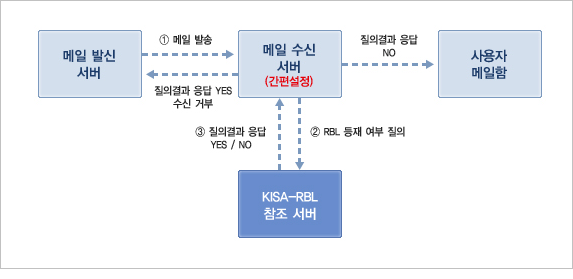 메일 발신
서버
① 메일 발송
질의결과 응답 YES
수신 거부
메일 수신
서버
(간편설정)
질의결과 응답
NO
사용자
메일함
③ 질의결과 응답
YES / NO
② RBL 등재 여부 질의
KISA-RBL
참조 서버